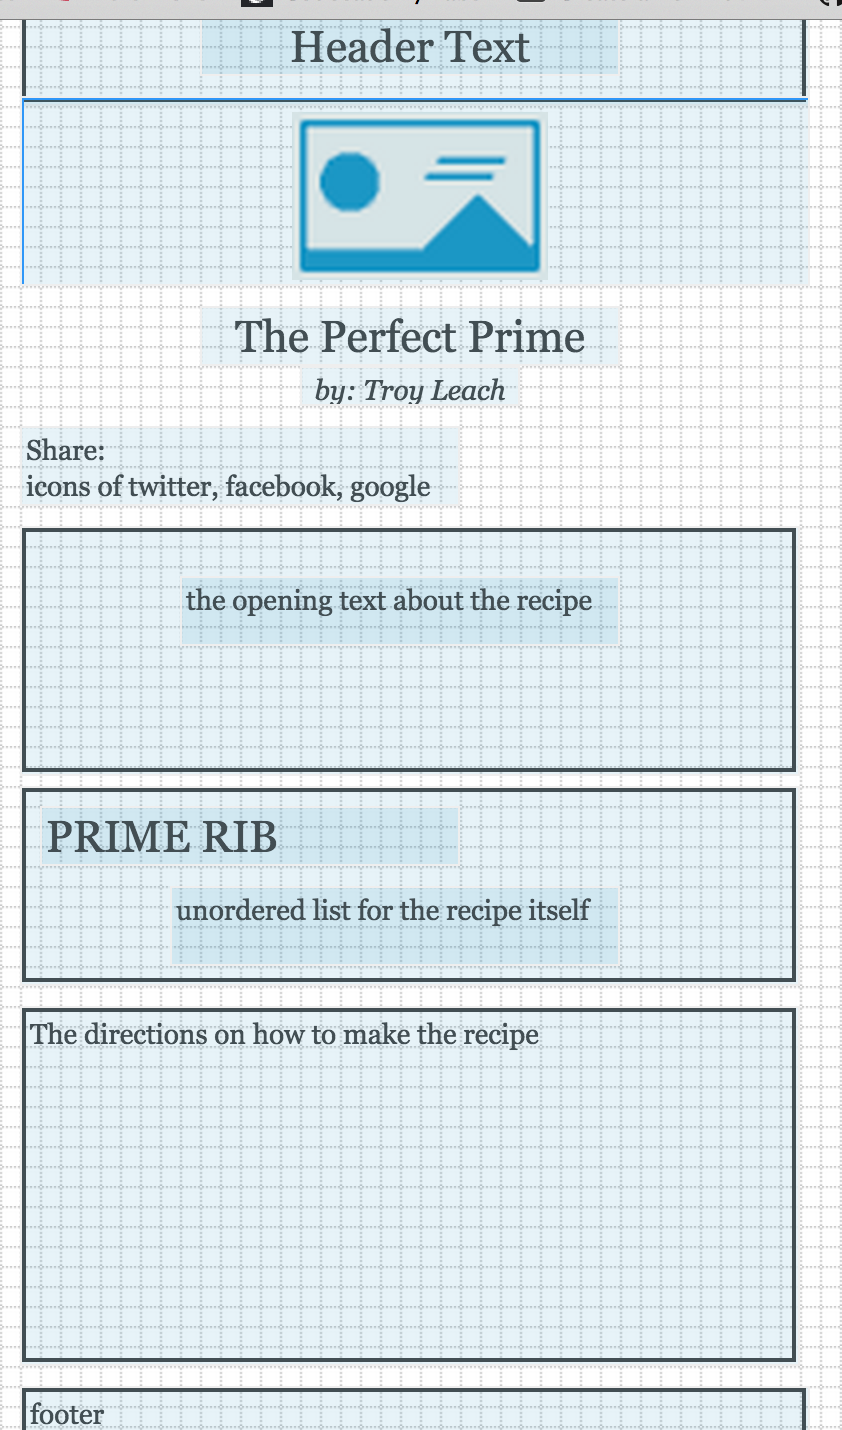 Header Text
The Perfect Prime
by: Troy Leach
Share:
icons of twitter, facebook, google
the opening text about the recipe
PRIME RIB
unordered list for the recipe itself
The directions on how to make the recipe
footer